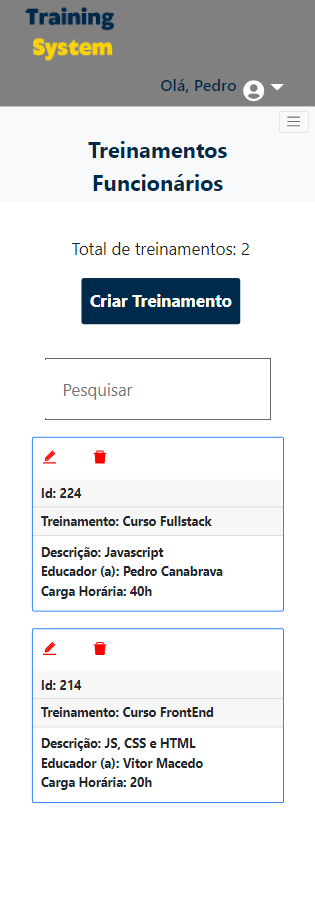 Training
System
Olá, Pedro
Treinamentos
Funcionários
Total de treinamentos: 2
Criar Treinamento
Pesquisar
Id: 224
Treinamento: Curso Fullstack
Descrição: Javascript
Educador (a): Pedro Canabrava
Carga Horária: 40h
Id: 214
Treinamento: Curso FrontEnd
Descrição: JS, CSS e HTML
Educador (a): Vitor Macedo
Carga Horária: 20h